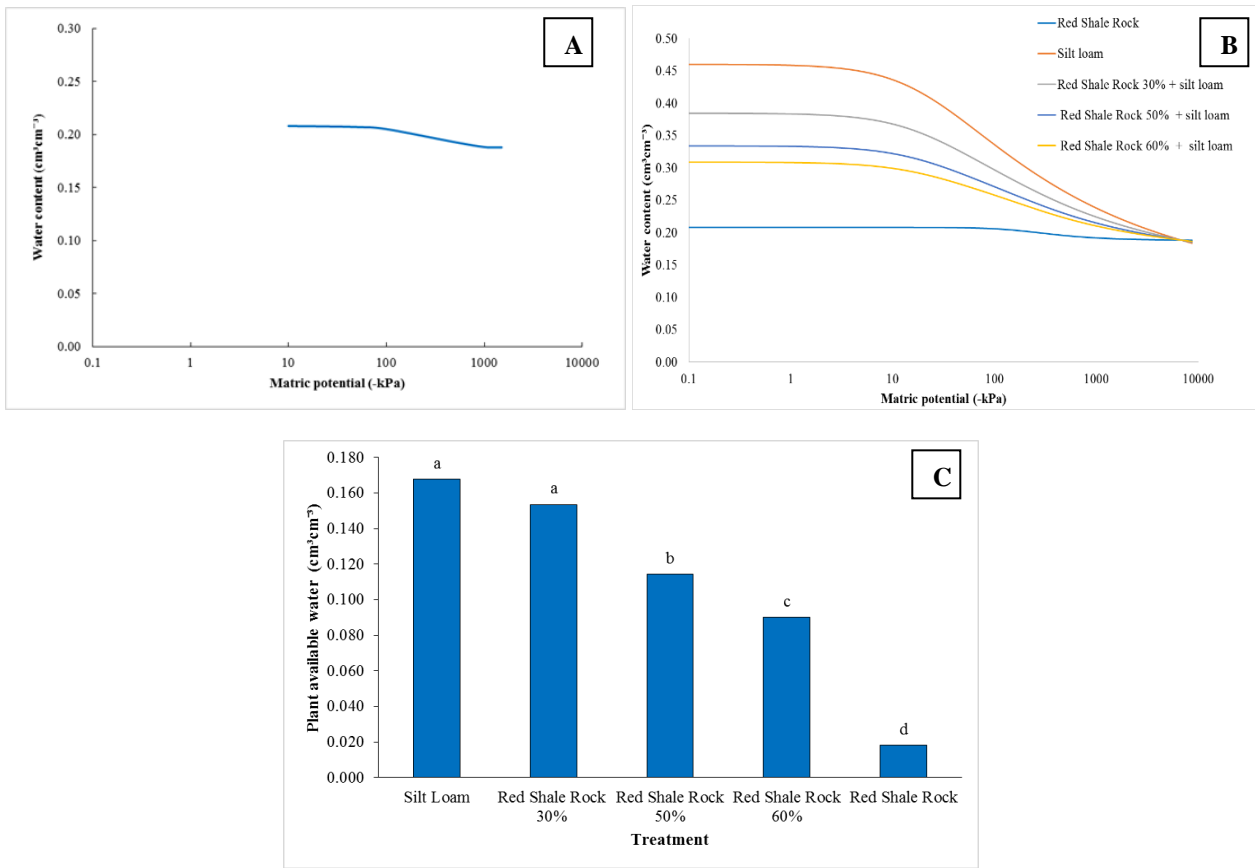 A
0.30
0.25
0.20
0.15
0.10
0.05
0.00
0.1 1 10 100 1000 10000
Water content (cm³cm⁻³)
Matric potential (-kPa)
B
Red Shale Rock
Silt loam
Red Shale Rock 30% + silt loam
Red Shale Rock 50% + silt loam
Red Shale Rock 60% + silt loam
0.50
0.45
0.40
0.35
0.30
0.25
0.20
0.15
0.10
0.05
0.00
0.1 1 10 100 1000 10000
Water content (cm³cm⁻³)
Matric potential (-kPa)
C
0.180
0.160
0.140
0.120
0.100
0.080
0.060
0.040
0.020
0.000
Plant available water (cm³cm⁻³)
a
a
b
c
d
Silt Loam Red Shale Rock Red Shale Rock Red Shale Rock Red Shale Rock
30% 50% 60%
Treatment